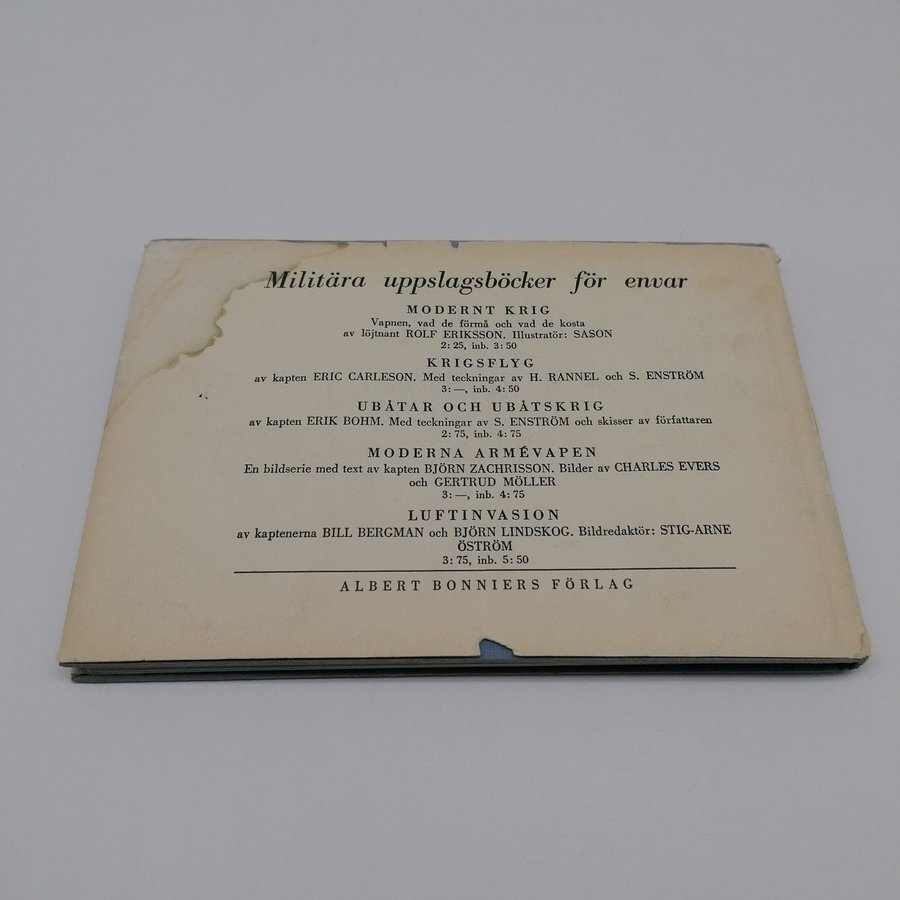 Militära uppslagsböcker för envar
MODERNT KRIG
Vapnen, vad de förmå och vad de kosta
av löjtnant ROLF ERIKSSON. Illustratör: SASON
2: 25, inb. 3: 50
KRIGSFLYG
av kapten ERIC CARLESON. Med teckningar av H. RANNEL och S. ENSTRÖM
3: —, inb. 4: 50
UBÅTAR OCH UBÅTSKRIG
av kapten ERIK BOHM. Med teckningar av S. ENSTRÖM och skisser av författaren
2: 75, inb. 4: 75
MODERNA ARMÉVAPEN
En bildserie med text av kapten BJÖRN ZACHRISSON. Bilder av CHARLES EVERS
och GERTRUD MÖLLER
3: —, inb. 4: 75
LUFTINVASION
av kaptenerna BILL BERGMAN och BJÖRN LINDSKOG. Bildredaktör: STIG-ARNE
ÖSTRÖM
3: 75, inb. 5: 50
ALBERT BONNIERS FÖRLAG